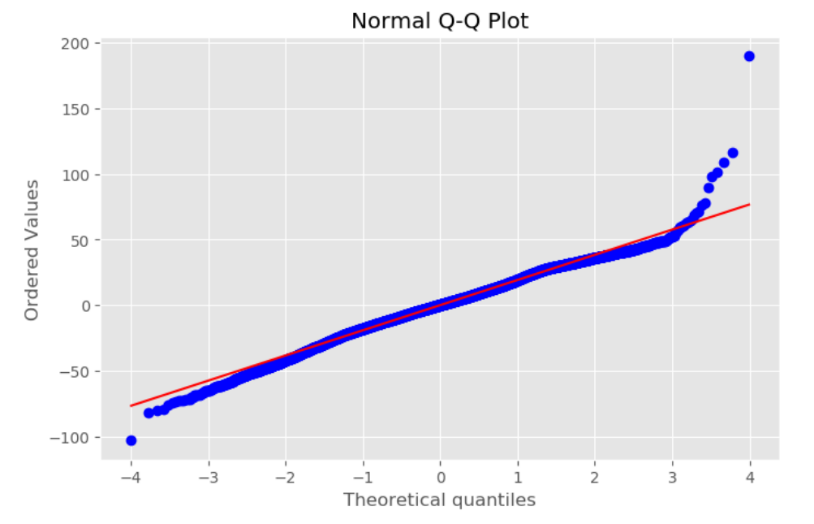 Normal Q-Q Plot
200
150
100
50
0
−50
−100
Ordered Values
−4 −3 −2 −1 0 1 2 3 4
Theoretical quantiles